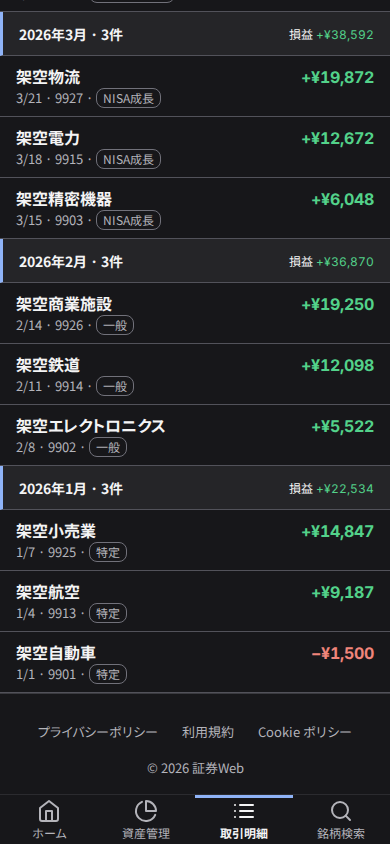 2026年3月・3件 損益 +¥38,592
架空物流 +¥19,872
3/21・9927・NISA成長
架空電力 +¥12,672
3/18・9915・NISA成長
架空精密機器 +¥6,048
3/15・9903・NISA成長
2026年2月・3件 損益 +¥36,870
架空商業施設 +¥19,250
2/14・9926・一般
架空鉄道 +¥12,098
2/11・9914・一般
架空エレクトロニクス +¥5,522
2/8・9902・一般
2026年1月・3件 損益 +¥22,534
架空小売業 +¥14,847
1/7・9925・特定
架空航空 +¥9,187
1/4・9913・特定
架空自動車 −¥1,500
1/1・9901・特定
プライバシーポリシー 利用規約 Cookie ポリシー
© 2026 証券Web
ホーム 資産管理 取引明細 銘柄検索